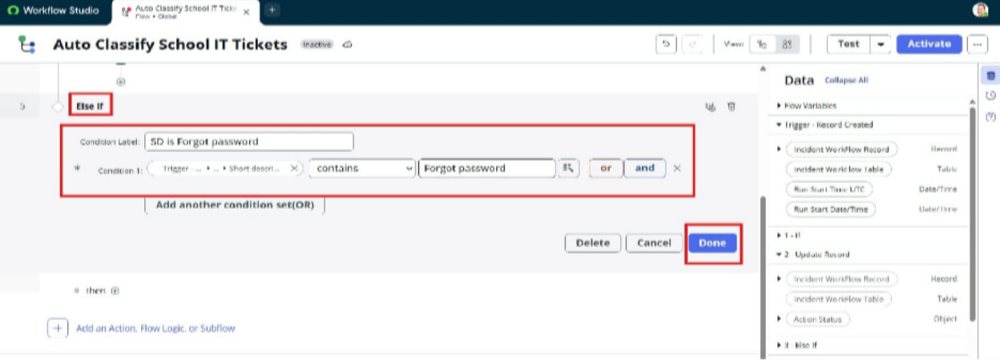 Workflow Studio
Auto Classify School IT Ticke
Flow • Global
Auto Classify School IT Tickets Inactive
View: Test Activate
Data Collapse All
Flow Variables
Trigger - Record Created
Incident WorkFlow Record Record
Incident WorkFlow Table Table
Run Start Time UTC Date/Time
Run Start Date/Time Date/Time
1 - If
2 Update Record
Incident WorkFlow Record Record
Incident WorkFlow Table Table
Action Status Object
Else If
5 Else If
Condition Label: SD is Forgot password
* Condition 1: Trigger - ... ▸ ... ▸ Short descri... × contains Forgot password or and ×
Add another condition set(OR)
Delete Cancel Done
then
+ Add an Action, Flow Logic, or Subflow